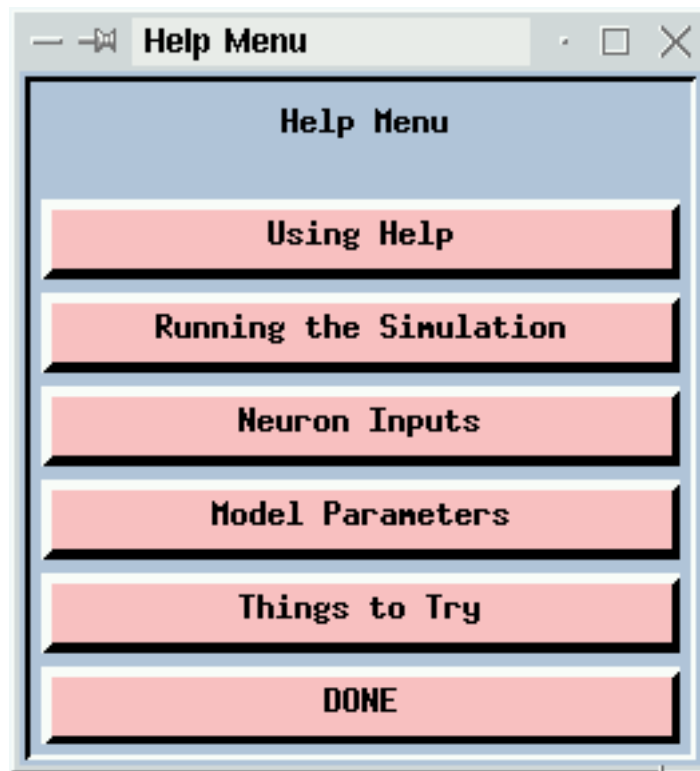 Help Menu
Help Menu
Using Help
Running the Simulation
Neuron Inputs
Model Parameters
Things to Try
DONE